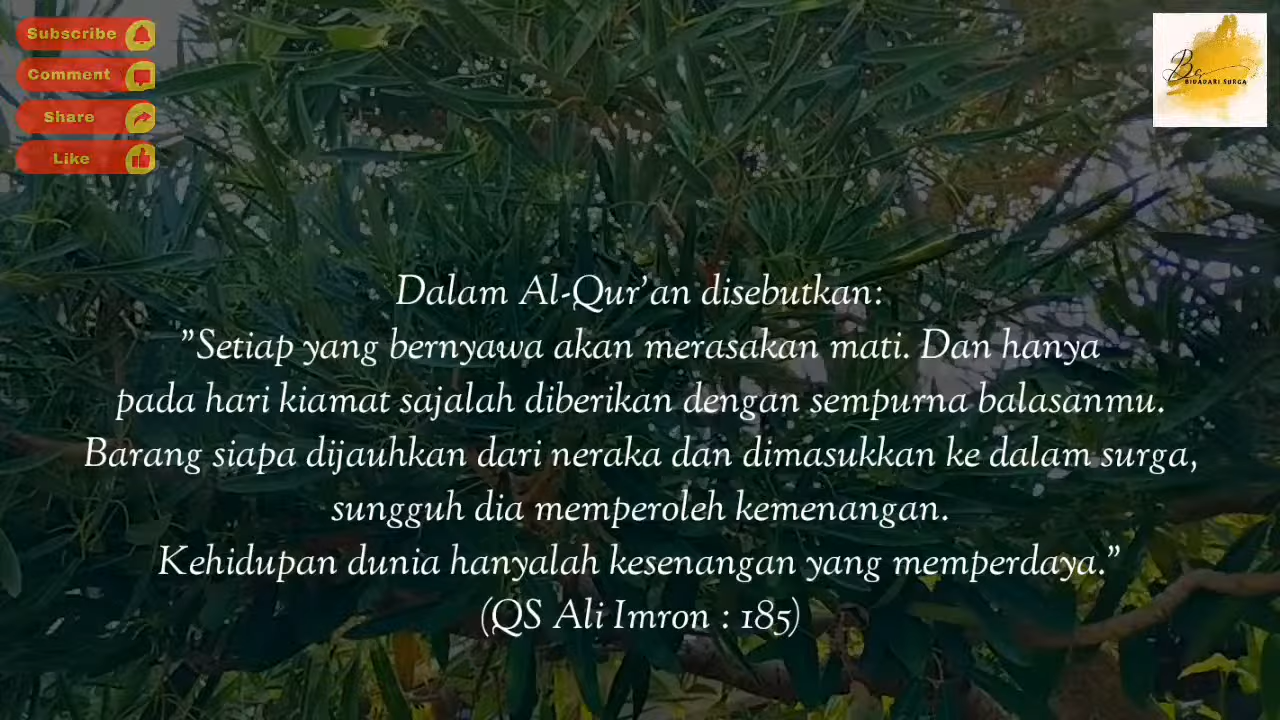 Subscribe
Comment
Share
Like
BIDADARI SURGA
Dalam Al-Qur'an disebutkan:
"Setiap yang bernyawa akan merasakan mati. Dan hanya
pada hari kiamat sajalah diberikan dengan sempurna balasanmu.
Barang siapa dijauhkan dari neraka dan dimasukkan ke dalam surga,
sungguh dia memperoleh kemenangan.
Kehidupan dunia hanyalah kesenangan yang memperdaya."
(QS Ali Imron : 185)